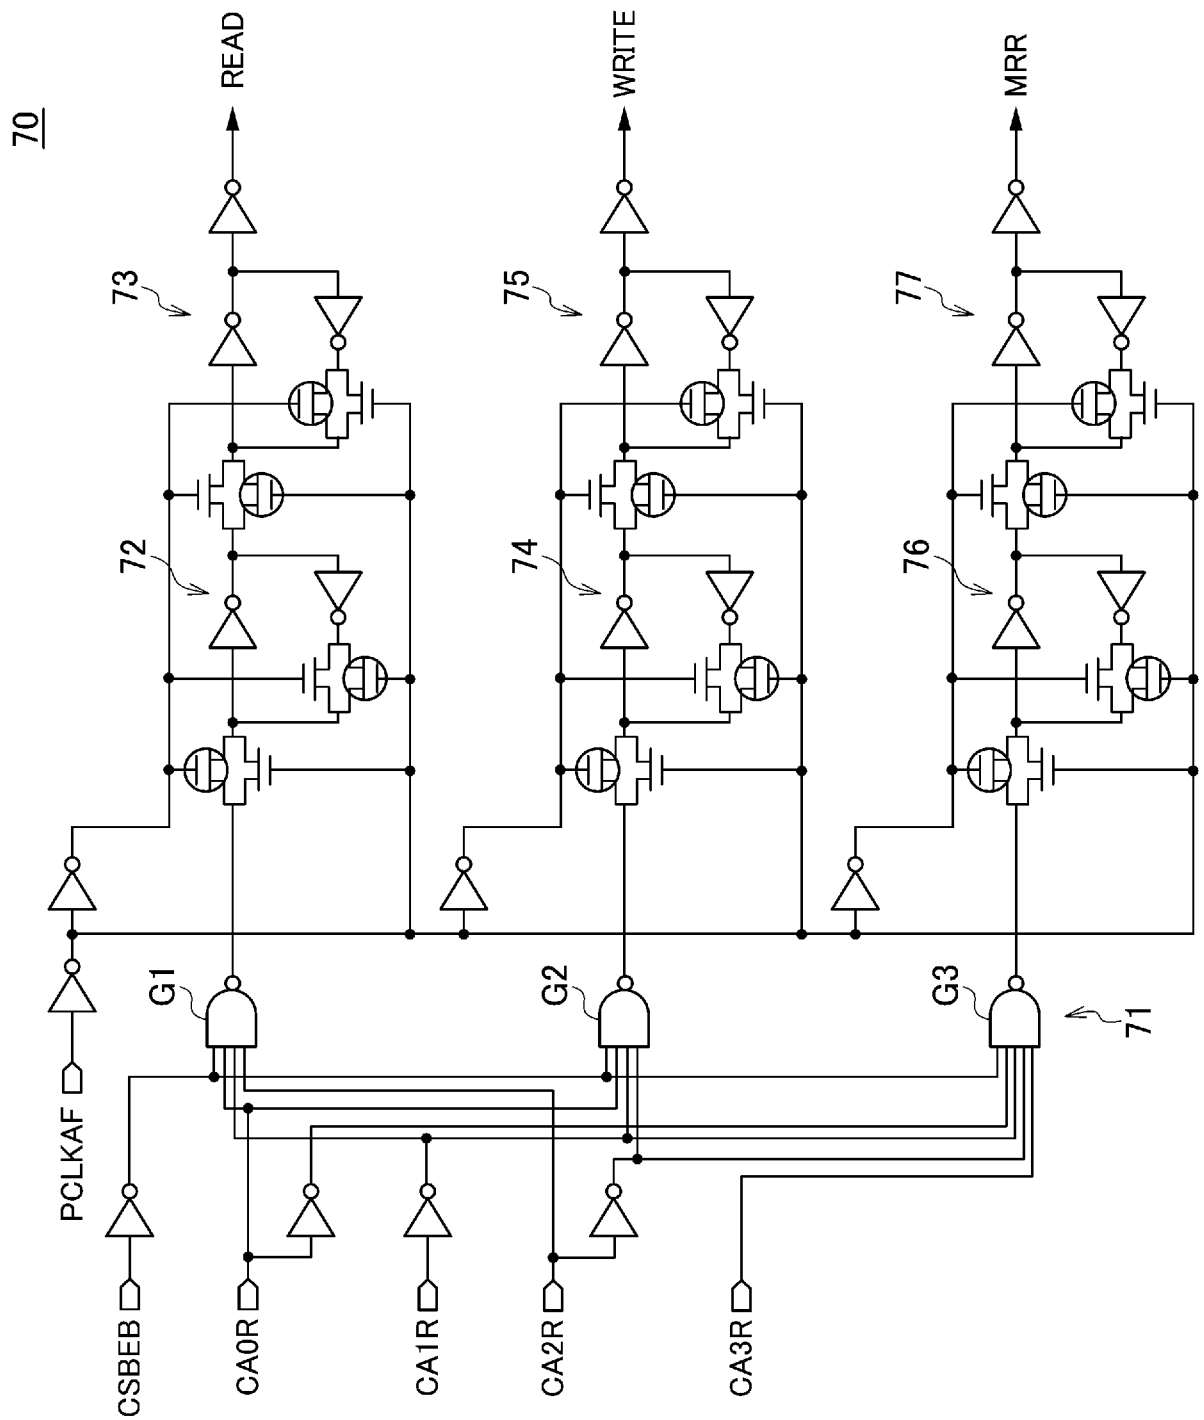 70
READ
WRITE
MRR
73
75
77
72
74
76
G1
G2
G3
71
PCLKAF
CSBEB
CA0R
CA1R
CA2R
CA3R